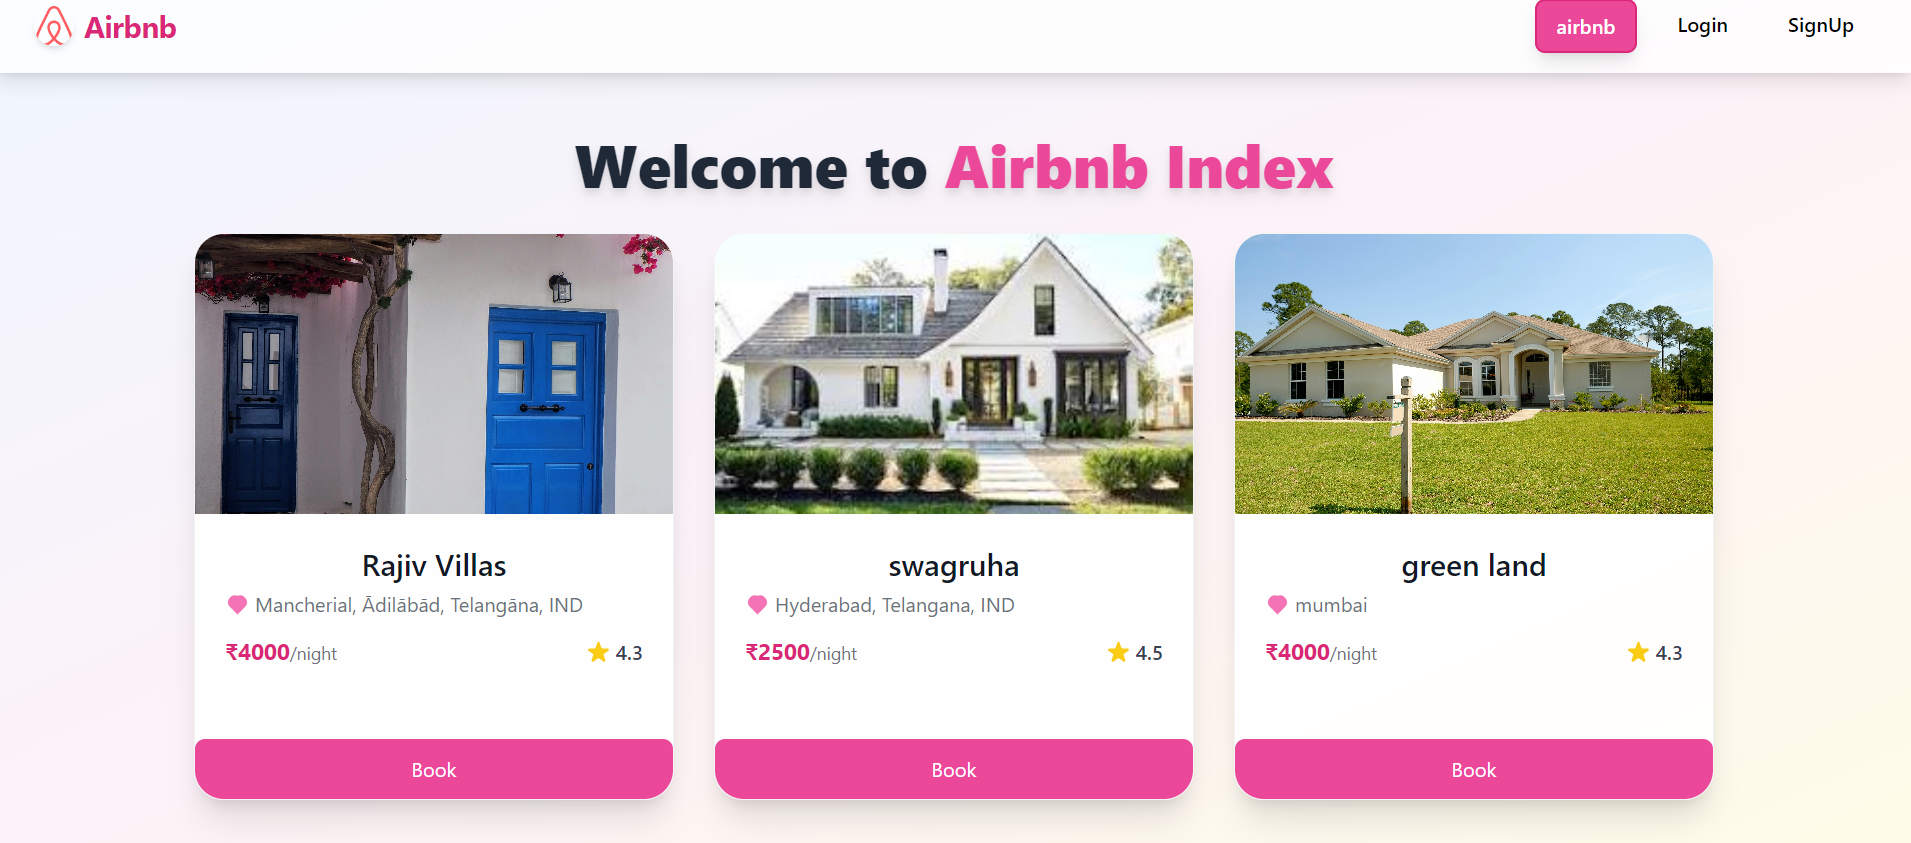 Airbnb
airbnb
Login
SignUp
Welcome to Airbnb Index
Rajiv Villas
Mancherial, Ādilābād, Telangāna, IND
₹4000/night
4.3
Book
swagruha
Hyderabad, Telangana, IND
₹2500/night
4.5
Book
green land
mumbai
₹4000/night
4.3
Book